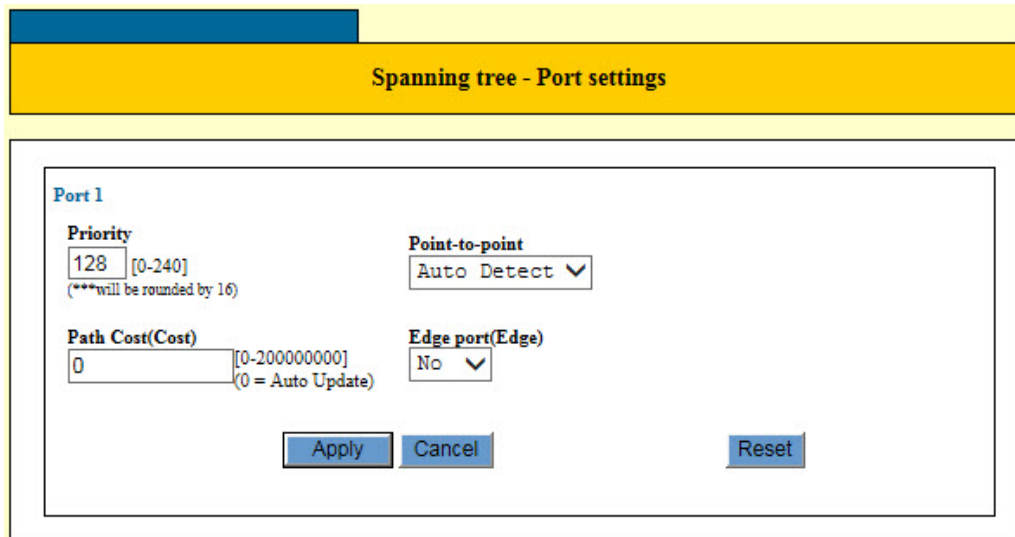 Spanning tree - Port settings
Port 1
Priority
128 [0-240]
(***will be rounded by 16)
Point-to-point
Auto Detect
Path Cost(Cost)
0 [0-200000000]
(0 = Auto Update)
Edge port(Edge)
No
Apply Cancel Reset